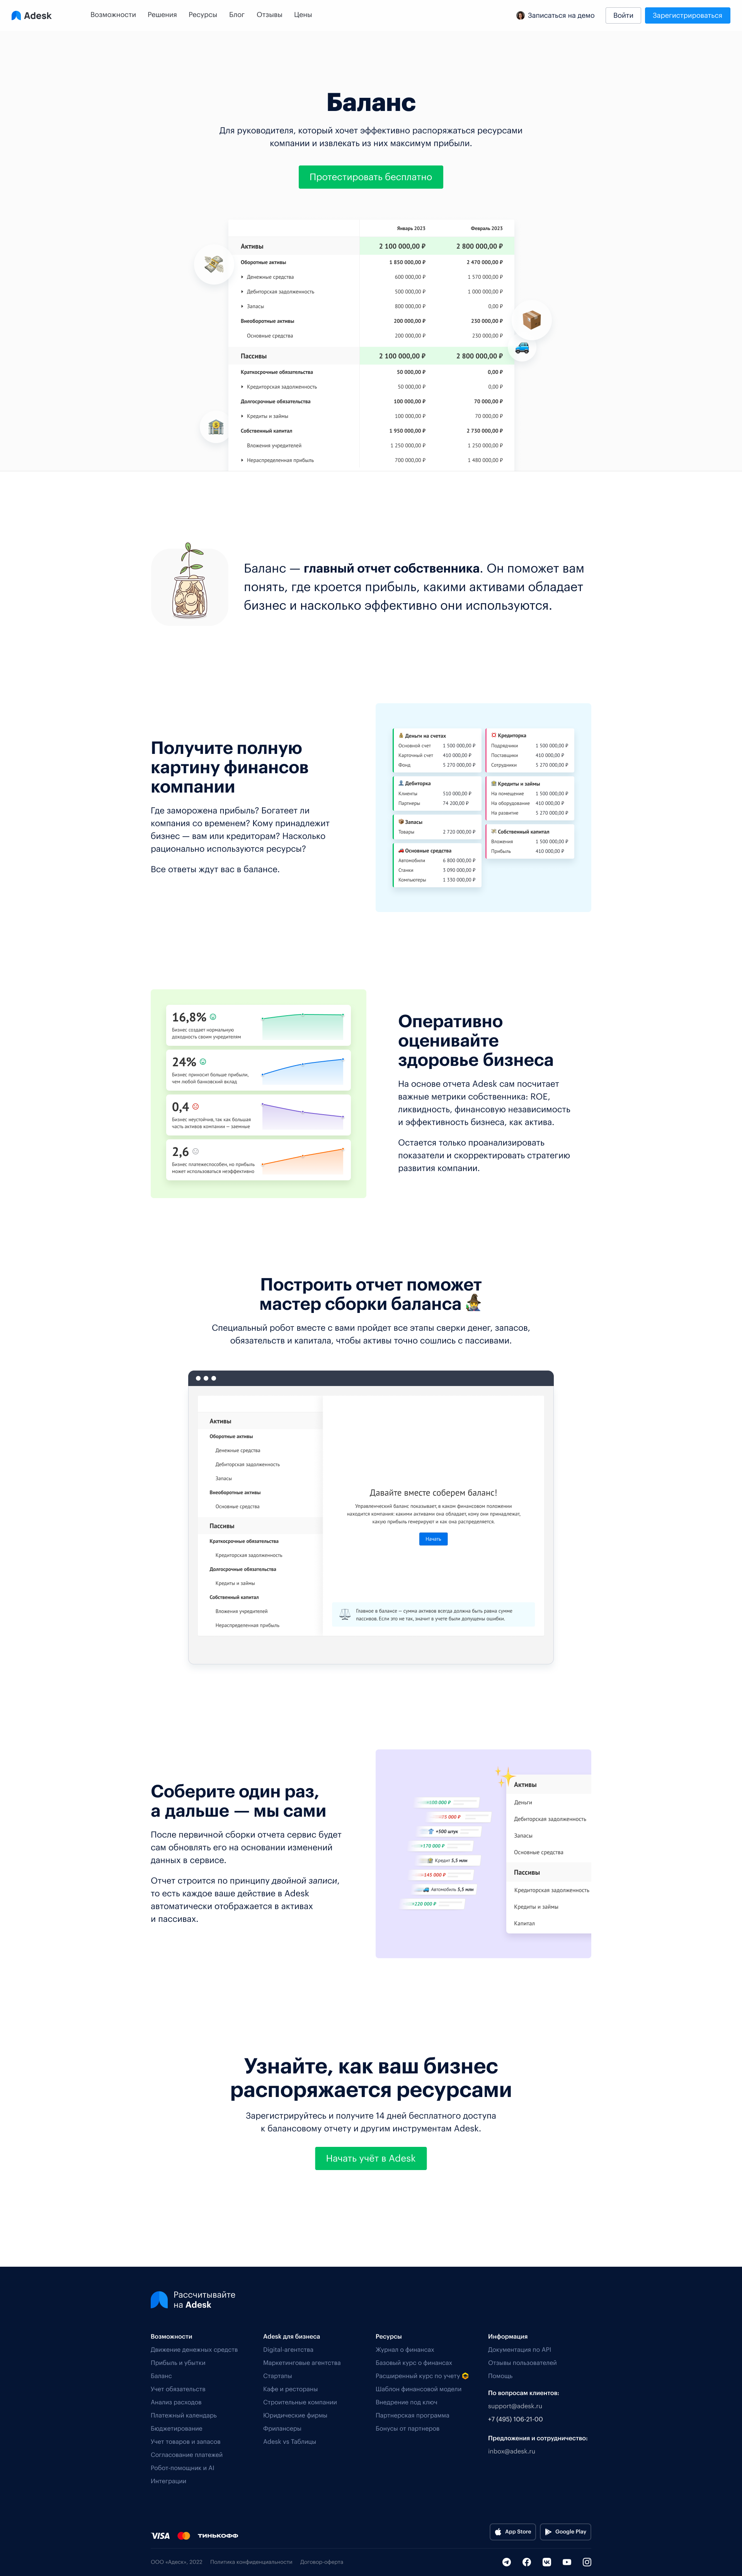 Adesk
Возможности
Решения
Ресурсы
Блог
Отзывы
Цены
Записаться на демо
Войти
Зарегистрироваться
Баланс
Для руководителя, который хочет эффективно распоряжаться ресурсами
компании и извлекать из них максимум прибыли.
Протестировать бесплатно
Январь 2023 Февраль 2023
Активы 2 100 000,00 ₽ 2 800 000,00 ₽
Оборотные активы 1 850 000,00 ₽ 2 470 000,00 ₽
Денежные средства 600 000,00 ₽ 1 570 000,00 ₽
Дебиторская задолженность 500 000,00 ₽ 1 000 000,00 ₽
Запасы 800 000,00 ₽ 0,00 ₽
Внеоборотные активы 200 000,00 ₽ 230 000,00 ₽
Основные средства 200 000,00 ₽ 230 000,00 ₽
Пассивы 2 100 000,00 ₽ 2 800 000,00 ₽
Краткосрочные обязательства 50 000,00 ₽ 0,00 ₽
Кредиторская задолженность 50 000,00 ₽ 0,00 ₽
Долгосрочные обязательства 100 000,00 ₽ 70 000,00 ₽
Кредиты и займы 100 000,00 ₽ 70 000,00 ₽
Собственный капитал 1 950 000,00 ₽ 2 730 000,00 ₽
Вложения учредителей 1 250 000,00 ₽ 1 250 000,00 ₽
Нераспределенная прибыль 700 000,00 ₽ 1 480 000,00 ₽
Баланс — главный отчет собственника. Он поможет вам
понять, где кроется прибыль, какими активами обладает
бизнес и насколько эффективно они используются.
Получите полную
картину финансов
компании
Где заморожена прибыль? Богатеет ли
компания со временем? Кому принадлежит
бизнес — вам или кредиторам? Насколько
рационально используются ресурсы?
Все ответы ждут вас в балансе.
Деньги на счетах
Основной счет 1 500 000,00 ₽
Карточный счет 410 000,00 ₽
Фонд 5 270 000,00 ₽
Дебиторка
Клиенты 510 000,00 ₽
Партнеры 74 200,00 ₽
Запасы
Товары 2 720 000,00 ₽
Основные средства
Автомобили 6 800 000,00 ₽
Станки 3 090 000,00 ₽
Компьютеры 1 330 000,00 ₽
Кредиторка
Подрядчики 1 500 000,00 ₽
Поставщики 410 000,00 ₽
Сотрудники 5 270 000,00 ₽
Кредиты и займы
На помещение 1 500 000,00 ₽
На оборудование 410 000,00 ₽
На развитие 5 270 000,00 ₽
Собственный капитал
Вложения 1 500 000,00 ₽
Прибыль 410 000,00 ₽
16,8%
Бизнес создает нормальную
доходность своим учредителям
24%
Бизнес приносит больше прибыли,
чем любой банковский вклад
0,4
Бизнес неустойчив, так как большая
часть активов компании — заемные
2,6
Бизнес платежеспособен, но прибыль
может использоваться неэффективно
Оперативно
оценивайте
здоровье бизнеса
На основе отчета Adesk сам посчитает
важные метрики собственника: ROE,
ликвидность, финансовую независимость
и эффективность бизнеса, как актива.
Остается только проанализировать
показатели и скорректировать стратегию
развития компании.
Построить отчет поможет
мастер сборки баланса
Специальный робот вместе с вами пройдет все этапы сверки денег, запасов,
обязательств и капитала, чтобы активы точно сошлись с пассивами.
Активы
Оборотные активы
Денежные средства
Дебиторская задолженность
Запасы
Внеоборотные активы
Основные средства
Пассивы
Краткосрочные обязательства
Кредиторская задолженность
Долгосрочные обязательства
Кредиты и займы
Собственный капитал
Вложение учредителей
Нераспределенная прибыль
Давайте вместе соберем баланс!
Управленческий баланс показывает, в каком финансовом положении
находится компания: какими активами она обладает, кому они принадлежат,
какую прибыль генерируют и как она распределяется.
Начать
Главное в балансе — сумма активов всегда должна быть равна сумме
пассивов. Если это не так, значит в учете были допущены ошибки.
Соберите один раз,
а дальше — мы сами
После первичной сборки отчета сервис будет
сам обновлять его на основании изменений
данных в сервисе.
Отчет строится по принципу двойной записи,
то есть каждое ваше действие в Adesk
автоматически отображается в активах
и пассивах.
+500 штук
+170 000 ₽
Кредит 3,5 млн
Автомобиль 5,5 млн
+220 000 ₽
Активы
Деньги
Дебиторская задолженность
Запасы
Основные средства
Пассивы
Кредиторская задолженность
Кредиты и займы
Капитал
Узнайте, как ваш бизнес
распоряжается ресурсами
Зарегистрируйтесь и получите 14 дней бесплатного доступа
к балансовому отчету и другим инструментам Adesk.
Начать учёт в Adesk
Рассчитывайте
на Adesk
Возможности
Движение денежных средств
Прибыль и убытки
Баланс
Учет обязательств
Анализ расходов
Платежный календарь
Бюджетирование
Учет товаров и запасов
Согласование платежей
Робот-помощник и AI
Интеграции
Adesk для бизнеса
Digital-агентства
Маркетинговые агентства
Стартапы
Кафе и рестораны
Строительные компании
Юридические фирмы
Фрилансеры
Adesk vs Таблицы
Ресурсы
Журнал о финансах
Базовый курс о финансах
Расширенный курс по учету
Шаблон финансовой модели
Внедрение под ключ
Партнерская программа
Бонусы от партнеров
Информация
Документация по API
Отзывы пользователей
Помощь
По вопросам клиентов:
support@adesk.ru
+7 (495) 106-21-00
Предложения и сотрудничество:
inbox@adesk.ru
VISA
ТИНЬКОФФ
App Store
Google Play
ООО «Адеск», 2022
Политика конфиденциальности
Договор-оферта